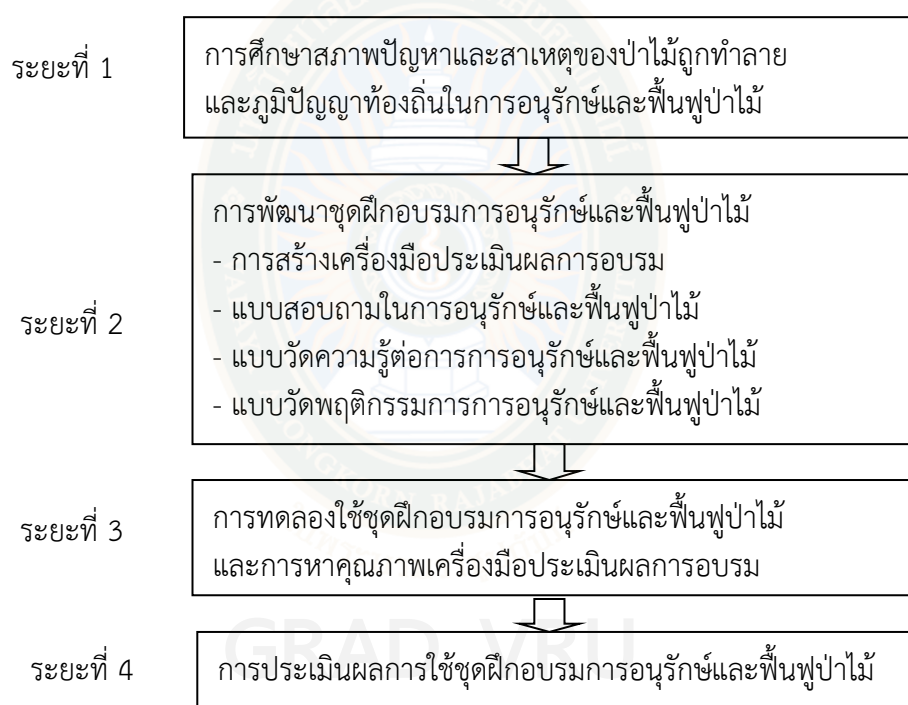 ระยะที่ 1
การศึกษาสภาพปัญหาและสาเหตุของป่าไม้ถูกทำลาย
และภูมิปัญญาท้องถิ่นในการอนุรักษ์และฟื้นฟูป่าไม้
ระยะที่ 2
การพัฒนาชุดฝึกอบรมการอนุรักษ์และฟื้นฟูป่าไม้
- การสร้างเครื่องมือประเมินผลการอบรม
- แบบสอบถามในการอนุรักษ์และฟื้นฟูป่าไม้
- แบบวัดความรู้ต่อการการอนุรักษ์และฟื้นฟูป่าไม้
- แบบวัดพฤติกรรมการการอนุรักษ์และฟื้นฟูป่าไม้
ระยะที่ 3
การทดลองใช้ชุดฝึกอบรมการอนุรักษ์และฟื้นฟูป่าไม้
และการหาคุณภาพเครื่องมือประเมินผลการอบรม
GRAD VRU
ระยะที่ 4
การประเมินผลการใช้ชุดฝึกอบรมการอนุรักษ์และฟื้นฟูป่าไม้